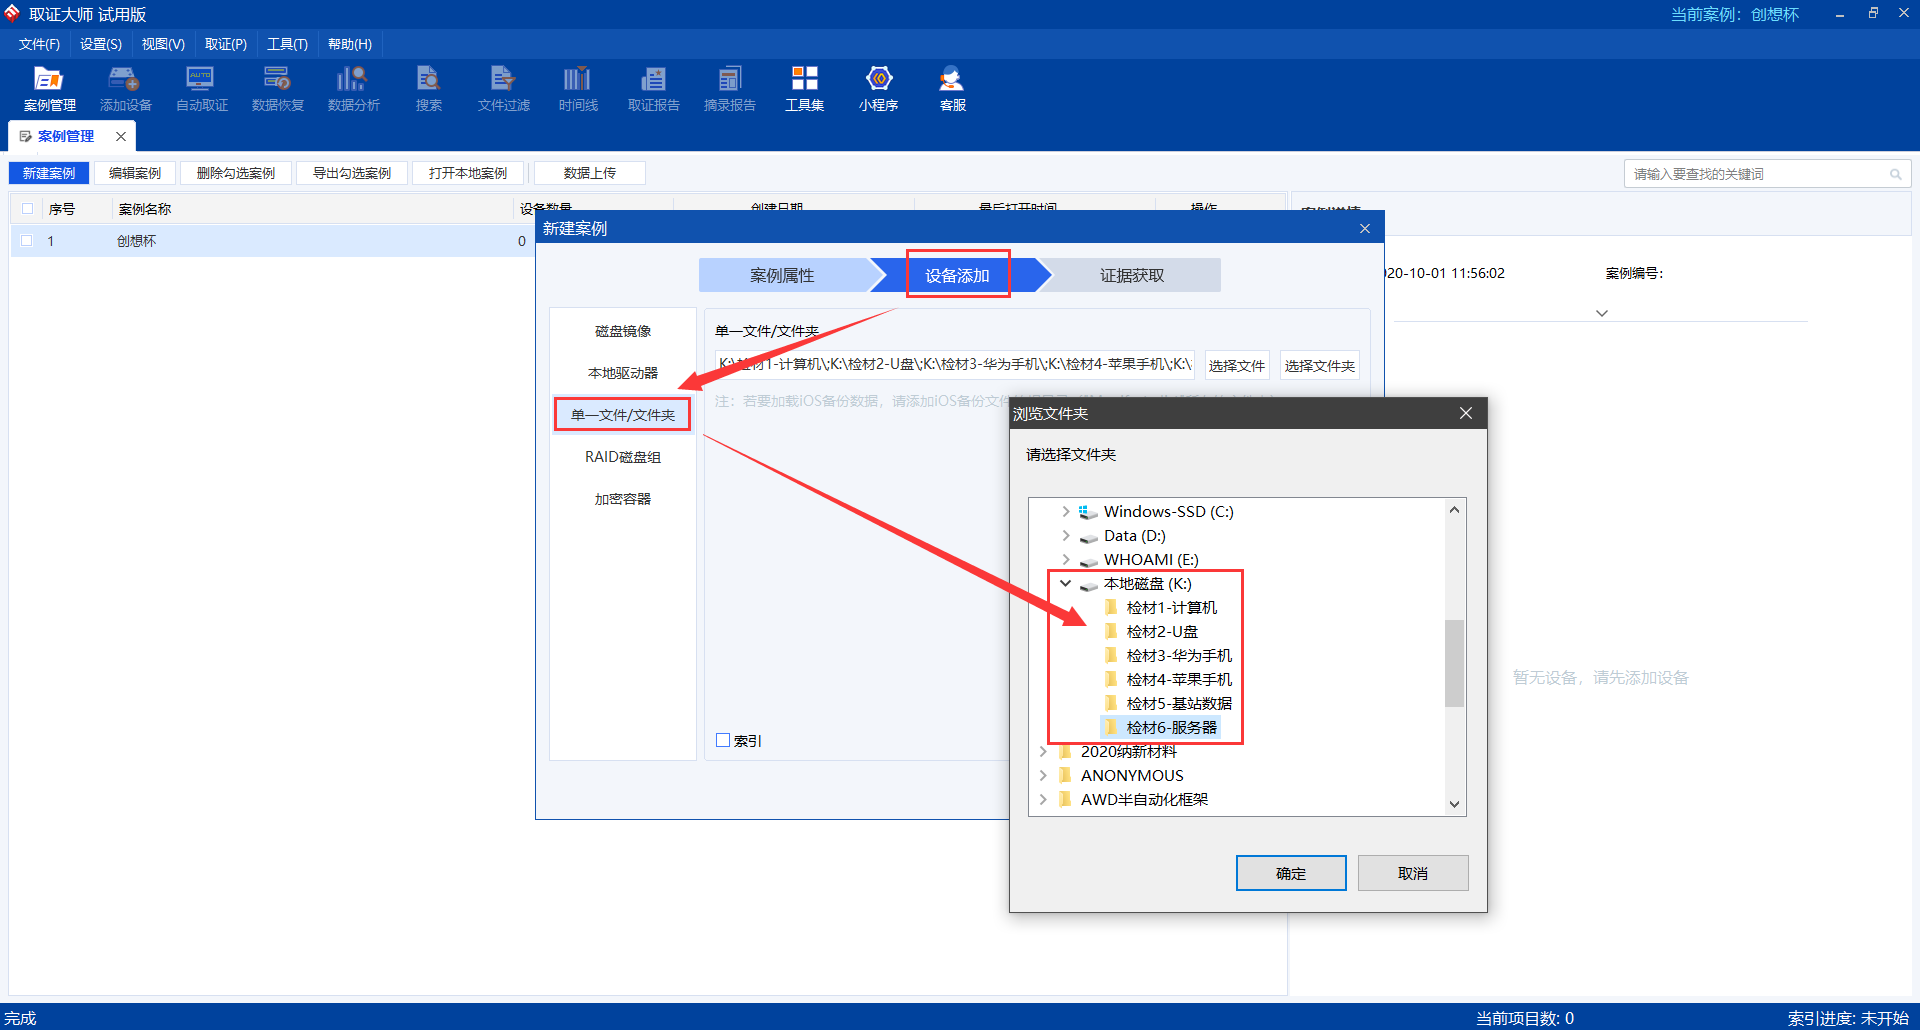 取证大师 试用版
当前案例：创想杯
文件(F) 设置(S) 视图(V) 取证(P) 工具(T) 帮助(H)
AUTO
案例管理 添加设备 自动取证 数据恢复 数据分析 搜索 文件过滤 时间线 取证报告 摘录报告 工具集 小程序 客服
案例管理
新建案例 编辑案例 删除勾选案例 导出勾选案例 打开本地案例 数据上传
请输入要查找的关键词
序号 案例名称 设备数量 创建日期 最后打开时间 操作
案例详情
1 创想杯 0
新建案例
案例属性 设备添加 证据获取
20-10-01 11:56:02 案例编号：
磁盘镜像
本地驱动器
单一文件/文件夹
RAID磁盘组
加密容器
单一文件/文件夹
K:\检材1-计算机\;K:\检材2-U盘\;K:\检材3-华为手机\;K:\检材4-苹果手机\;K:\
选择文件 选择文件夹
注：若要加载iOS备份数据，请添加iOS备份文件
索引
浏览文件夹
请选择文件夹
Windows-SSD (C:)
Data (D:)
WHOAMI (E:)
本地磁盘 (K:)
检材1-计算机
检材2-U盘
检材3-华为手机
检材4-苹果手机
检材5-基站数据
检材6-服务器
2020纳新材料
ANONYMOUS
AWD半自动化框架
确定 取消
暂无设备，请先添加设备
完成
当前项目数: 0
索引进度: 未开始